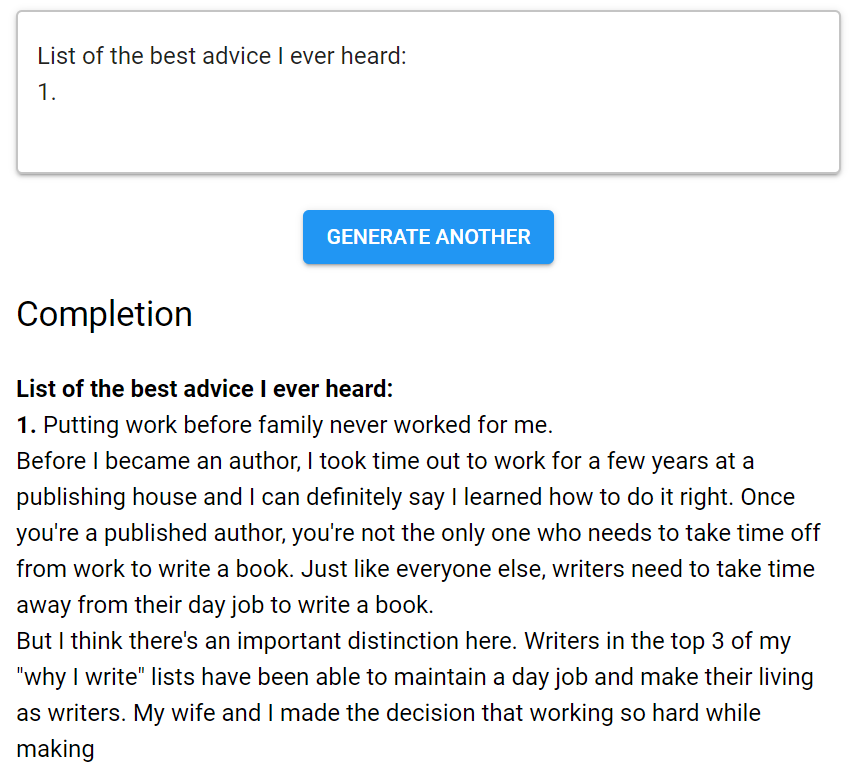 List of the best advice I ever heard:
1.
GENERATE ANOTHER
Completion
List of the best advice I ever heard:
1. Putting work before family never worked for me.
Before I became an author, I took time out to work for a few years at a
publishing house and I can definitely say I learned how to do it right. Once
you're a published author, you're not the only one who needs to take time off
from work to write a book. Just like everyone else, writers need to take time
away from their day job to write a book.
But I think there's an important distinction here. Writers in the top 3 of my
"why I write" lists have been able to maintain a day job and make their living
as writers. My wife and I made the decision that working so hard while
making